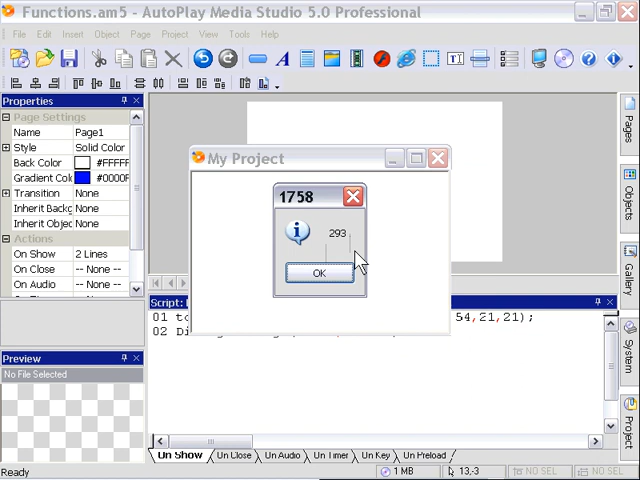 Functions.am5 - AutoPlay Media Studio 5.0 Professional
File Edit Insert Object Page Project View Tools Help
Properties
Page Settings
Name Page1
Style Solid Color
Back Color #FFFFF
Gradient Colo #0000F
Transition None
Inherit Backg None
Inherit Objec None
Actions
On Show 2 Lines
On Close -- None --
On Audio -- None --
Preview
No File Selected
My Project
1758
293
OK
Script:
54,21,21);
01
02
On Show On Close On Audio On Timer On Key On Preload
Pages
Objects
Gallery
System
Project
Ready
1 MB
13,-3
NO SEL
NO SEL